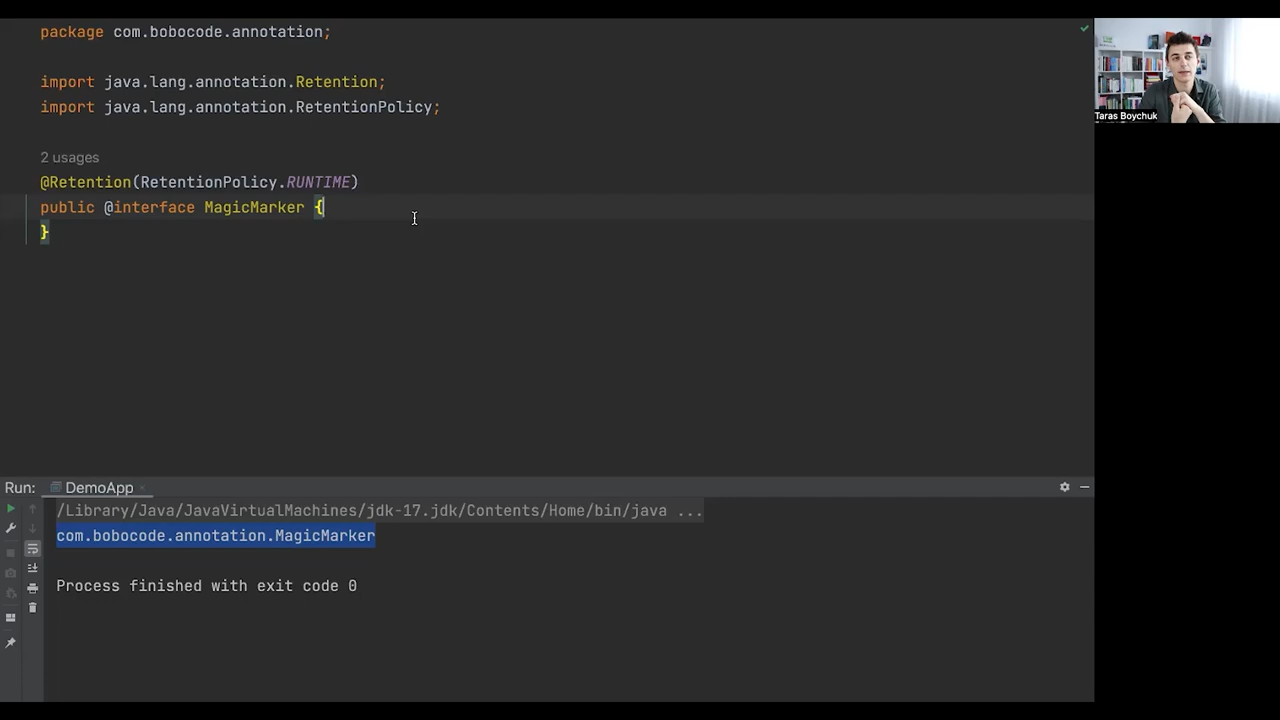 package com.bobocode.annotation;
import java.lang.annotation.Retention;
import java.lang.annotation.RetentionPolicy;
2 usages
@Retention(RetentionPolicy.RUNTIME)
public @interface MagicMarker {
}
Taras Boychuk
Run: DemoApp
/Library/Java/JavaVirtualMachines/jdk-17.jdk/Contents/Home/bin/java ...
com.bobocode.annotation.MagicMarker
Process finished with exit code 0